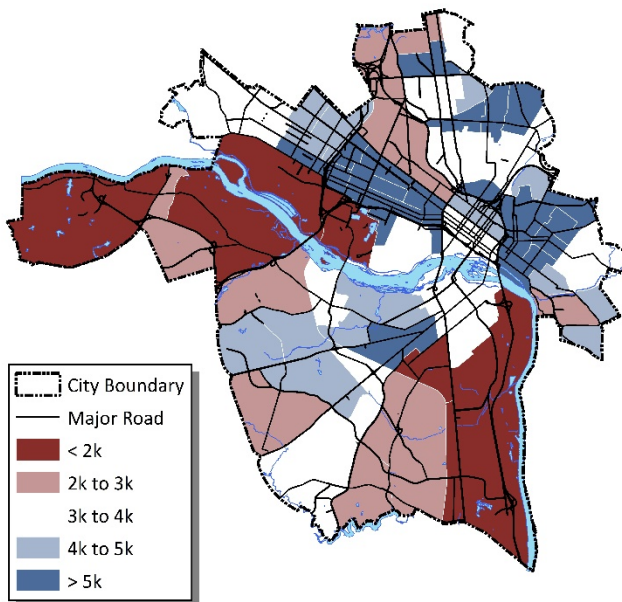 City Boundary
Major Road
< 2k
2k to 3k
3k to 4k
4k to 5k
> 5k